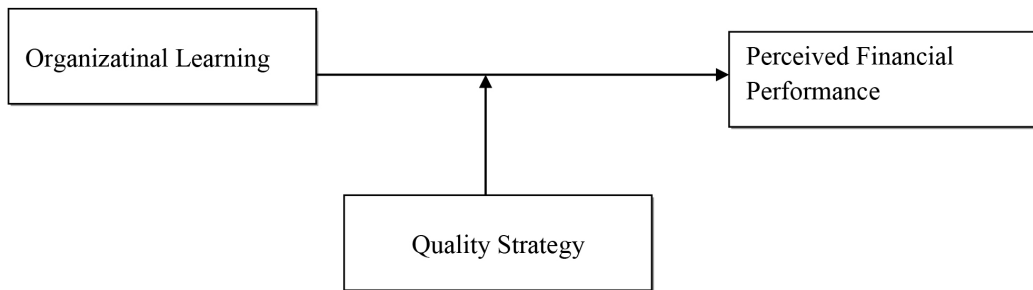 Organizatinal Learning
Perceived Financial
Performance
Quality Strategy